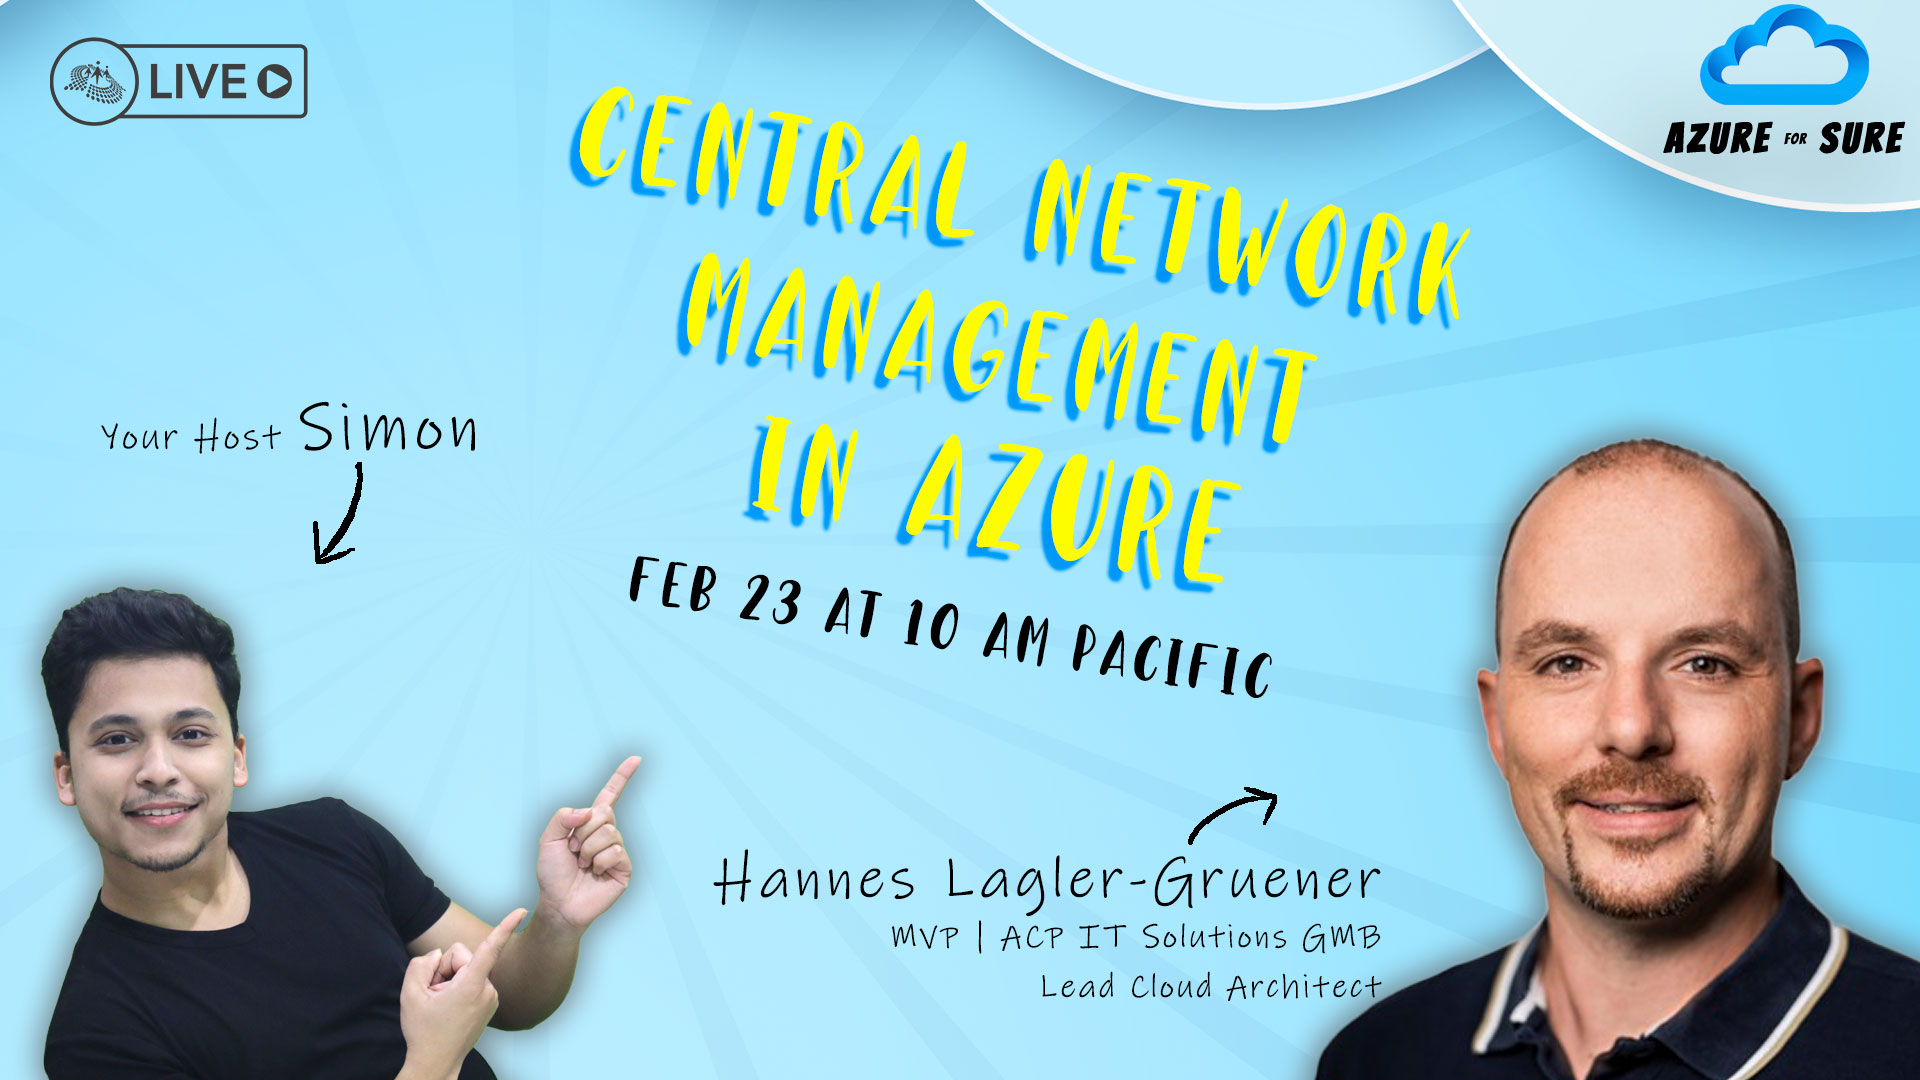 LIVE
AZURE FOR SURE
CENTRAL NETWORK
MANAGEMENT
IN AZURE
FEB 23 AT 10 AM PACIFIC
Your Host Simon
Hannes Lagler-Gruener
MVP | ACP IT Solutions GMB
Lead Cloud Architect